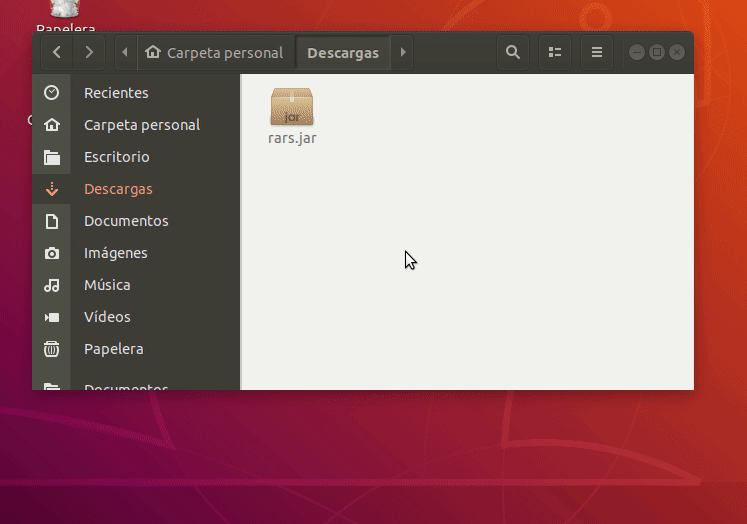 Papelera
Carpeta personal
Descargas
Recientes
Carpeta personal
Escritorio
Descargas
Documentos
Imágenes
Música
Vídeos
Papelera
Documentos
jar
rars.jar